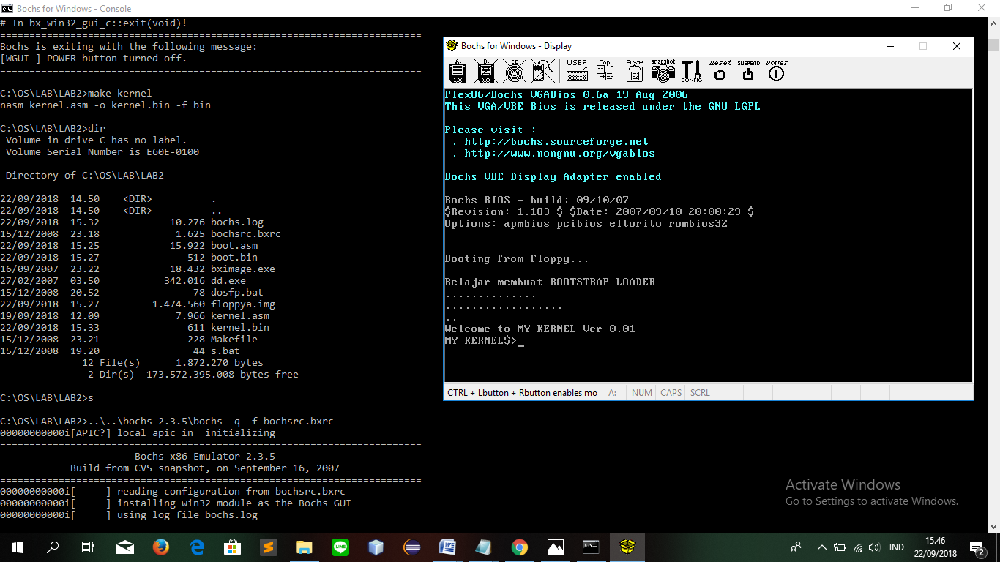 Bochs for Windows - Console
# In bx_win32_gui_c::exit(void)!
========================================================================
Bochs is exiting with the following message:
[WGUI ] POWER button turned off.
========================================================================
C:\OS\LAB\LAB2>make kernel
nasm kernel.asm -o kernel.bin -f bin
C:\OS\LAB\LAB2>dir
 Volume in drive C has no label.
 Volume Serial Number is E60E-0100
 Directory of C:\OS\LAB\LAB2
22/09/2018  14.50    <DIR>          .
22/09/2018  14.50    <DIR>          ..
22/09/2018  15.32            10.276 bochs.log
15/12/2008  23.18             1.625 bochsrc.bxrc
22/09/2018  15.25            15.922 boot.asm
22/09/2018  15.27               512 boot.bin
16/09/2007  23.22            18.432 bximage.exe
27/02/2007  03.50           342.016 dd.exe
15/12/2008  20.52                78 dosfp.bat
22/09/2018  15.27         1.474.560 floppya.img
19/09/2018  12.09             7.966 kernel.asm
22/09/2018  15.33               611 kernel.bin
15/12/2008  23.21               228 Makefile
15/12/2008  19.20                44 s.bat
              12 File(s)      1.872.270 bytes
               2 Dir(s)  173.572.395.008 bytes free
C:\OS\LAB\LAB2>s
C:\OS\LAB\LAB2>..\..\bochs-2.3.5\bochs -q -f bochsrc.bxrc
00000000000i[APIC?] local apic in  initializing
========================================================================
Bochs x86 Emulator 2.3.5
Build from CVS snapshot, on September 16, 2007
========================================================================
00000000000i[     ] reading configuration from bochsrc.bxrc
00000000000i[     ] installing win32 module as the Bochs GUI
00000000000i[     ] using log file bochs.log
Bochs for Windows - Display
A: B: CD USER Copy Paste snapshot CONFIG Reset SUSPEND Power
Plex86/Bochs VGABios 0.6a 19 Aug 2006
This VGA/VBE Bios is released under the GNU LGPL
Please visit :
 . http://bochs.sourceforge.net
 . http://www.nongnu.org/vgabios
Bochs VBE Display Adapter enabled
Bochs BIOS - build: 09/10/07
$Revision: 1.183 $ $Date: 2007/09/10 20:00:29 $
Options: apmbios pcibios eltorito rombios32
Booting from Floppy...
Belajar membuat BOOTSTRAP-LOADER
..............
..................
..
Welcome to MY KERNEL Ver 0.01
MY KERNEL$>_
CTRL + Lbutton + Rbutton enables mo A: NUM CAPS SCRL
Activate Windows
Go to Settings to activate Windows.
LINE
IND
15.46
22/09/2018
2